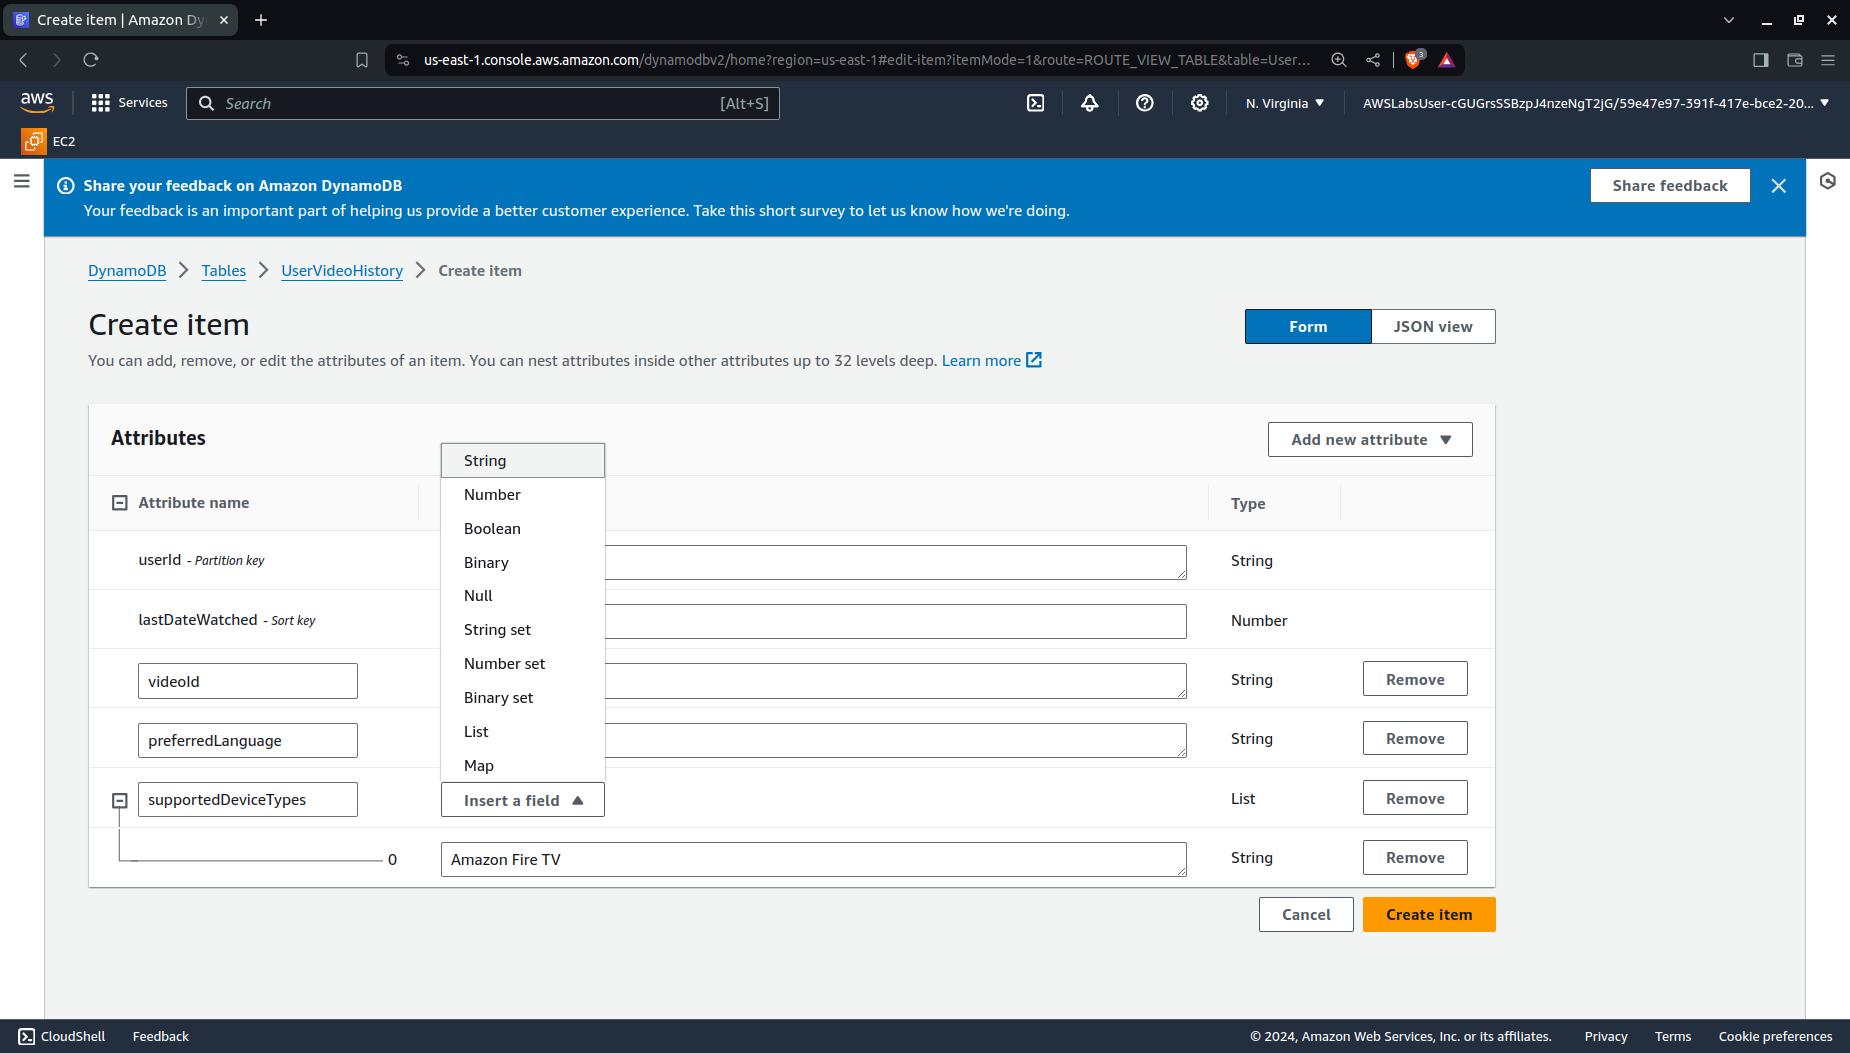 Create item | Amazon Dy
us-east-1.console.aws.amazon.com/dynamodbv2/home?region=us-east-1#edit-item?itemMode=1&route=ROUTE_VIEW_TABLE&table=User...
3
aws
Services
Search
[Alt+S]
N. Virginia
AWSLabsUser-cGUGrsSSBzpJ4nzeNgT2jG/59e47e97-391f-417e-bce2-20...
EC2
Share your feedback on Amazon DynamoDB
Your feedback is an important part of helping us provide a better customer experience. Take this short survey to let us know how we're doing.
Share feedback
DynamoDB
Tables
UserVideoHistory
Create item
Create item
Form
JSON view
You can add, remove, or edit the attributes of an item. You can nest attributes inside other attributes up to 32 levels deep. Learn more
Attributes
Add new attribute
String
Number
Boolean
Binary
Null
String set
Number set
Binary set
List
Map
Attribute name
Type
userId - Partition key
String
lastDateWatched - Sort key
Number
videoId
String
Remove
preferredLanguage
String
Remove
supportedDeviceTypes
Insert a field
List
Remove
0
Amazon Fire TV
String
Remove
Cancel
Create item
CloudShell
Feedback
© 2024, Amazon Web Services, Inc. or its affiliates.
Privacy
Terms
Cookie preferences